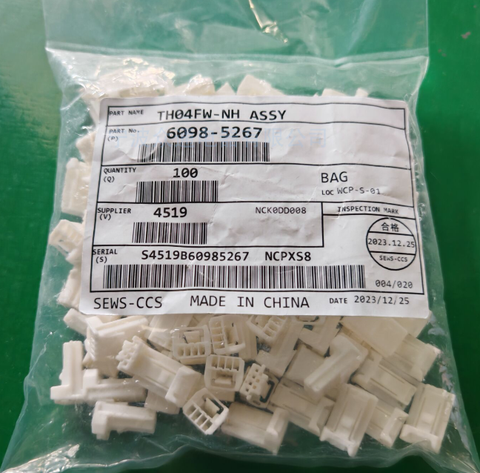 PART NAME TH04FW-NH ASSY
PART No. (P) 6098-5267
QUANTITY (Q) 100
BAG
LOC WCP-S-01
SUPPLIER (V) 4519 NCK0DD008
INSPECTION MARK
合格
2023.12.25
SEWS-CCS
SERIAL (S) S4519B60985267 NCPXS8
004/020
SEWS-CCS MADE IN CHINA DATE 2023/12/25